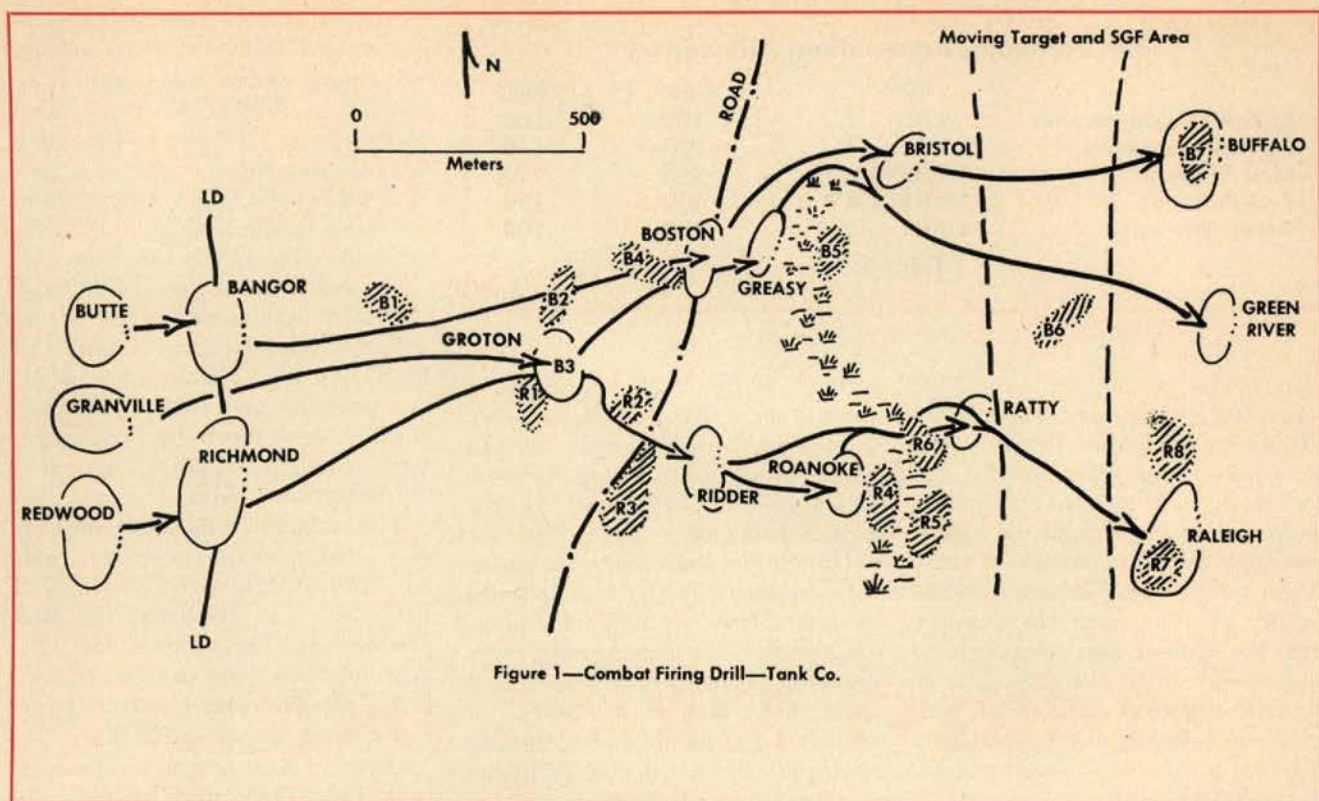 Moving Target and SGF Area
N
0 500
Meters
ROAD
BRISTOL
B7
BUFFALO
LD
BOSTON
B4
B5
GREASY
BANGOR
B1
B2
BUTTE
GREEN
RIVER
B6
GROTON
B3
GRANVILLE
R1
R2
RATTY
RICHMOND
R6
R8
ROANOKE
REDWOOD
RIDDER
R4
R3
R5
RALEIGH
R7
LD
Figure 1—Combat Firing Drill—Tank Co.